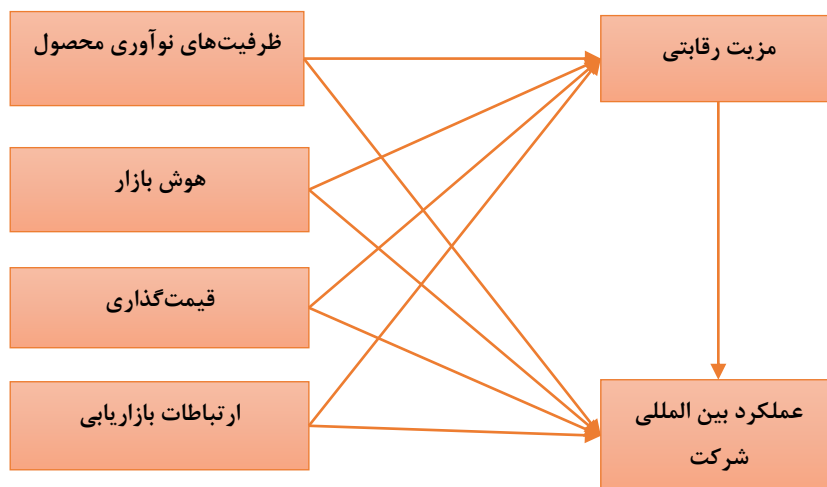 ظرفیت‌های نوآوری محصول
مزیت رقابتی
هوش بازار
قیمت‌گذاری
ارتباطات بازاریابی
عملکرد بین المللی
شرکت